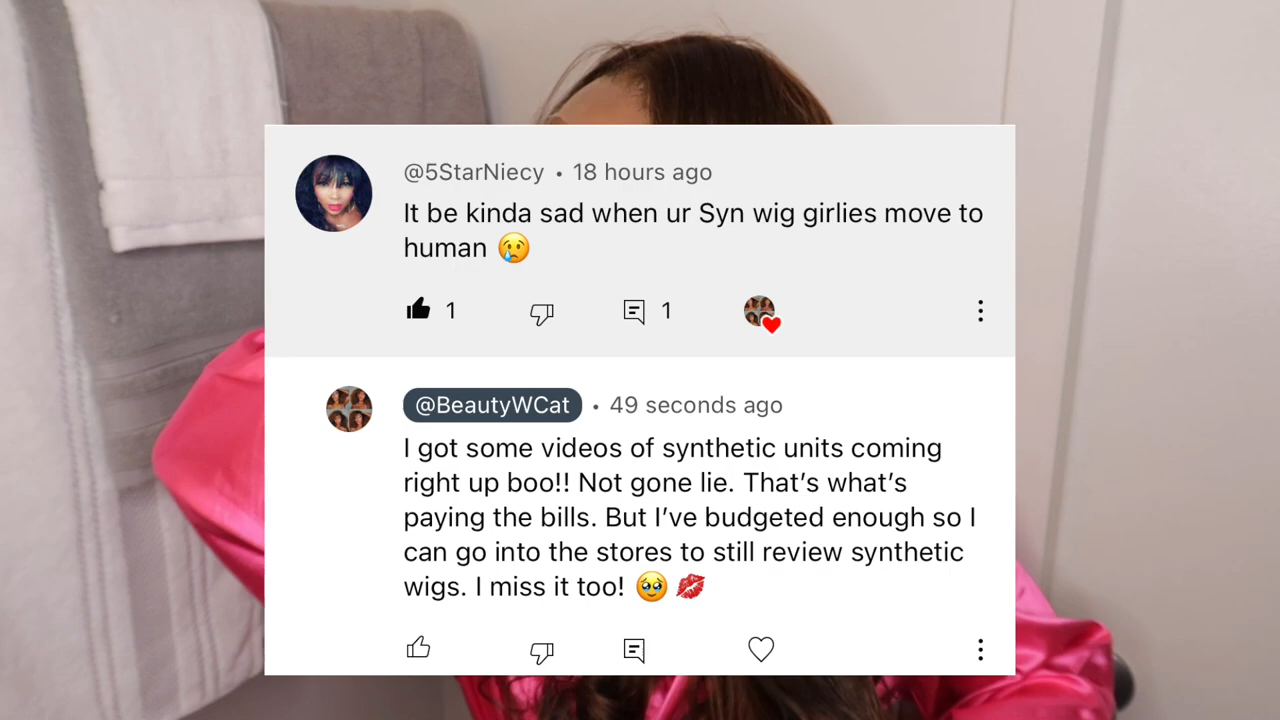 @5StarNiecy • 18 hours ago
It be kinda sad when ur Syn wig girlies move to
human 😢
1 1
@BeautyWCat • 49 seconds ago
I got some videos of synthetic units coming
right up boo!! Not gone lie. That’s what’s
paying the bills. But I’ve budgeted enough so I
can go into the stores to still review synthetic
wigs. I miss it too! 🥹 💋